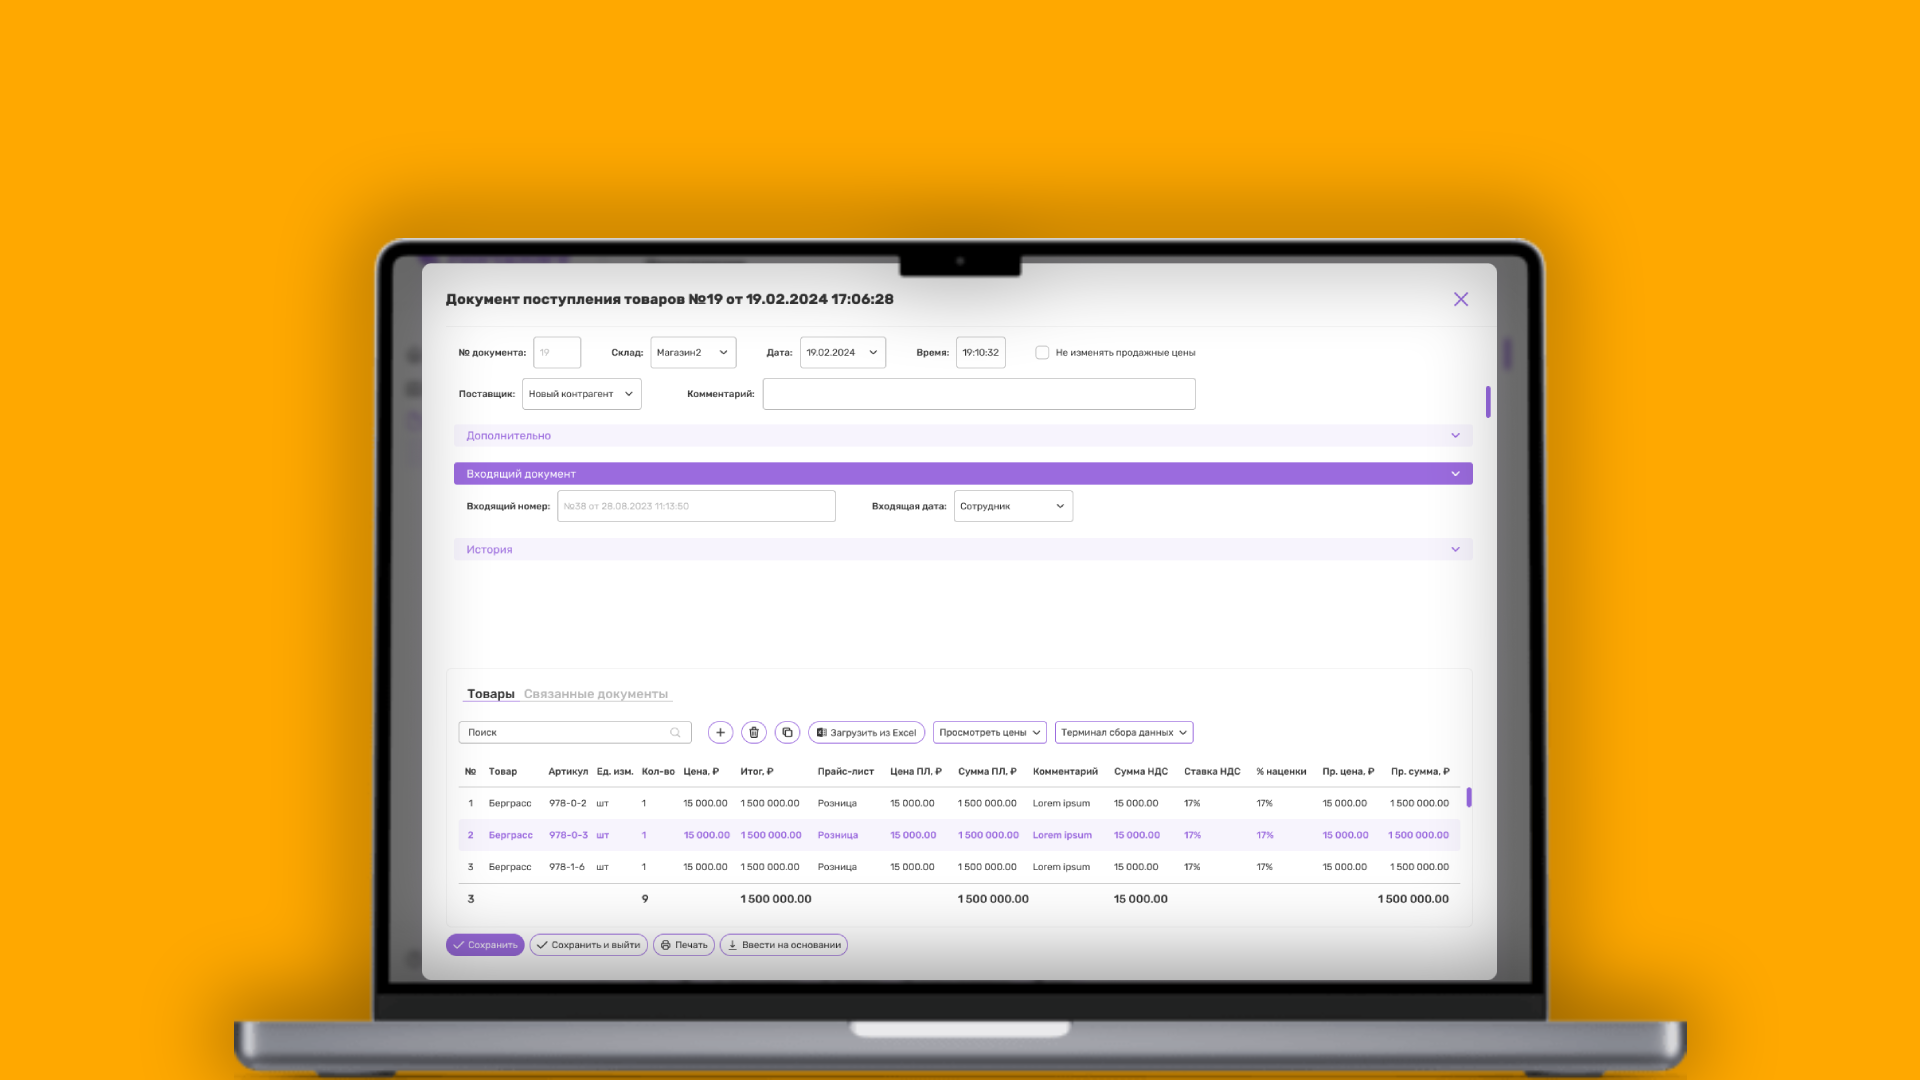 Документ поступления товаров №19 от 19.02.2024 17:06:28
№ документа: 19 Склад: Магазин2 Дата: 19.02.2024 Время: 19:10:32 Не изменять продажные цены
Поставщик: Новый контрагент Комментарий:
Дополнительно
Входящий документ
Входящий номер: №38 от 28.08.2023 11:13:50 Входящая дата: Сотрудник
История
Товары Связанные документы
Поиск Загрузить из Excel Просмотреть цены Терминал сбора данных
№ Товар Артикул Ед. изм. Кол-во Цена, ₽ Итог, ₽ Прайс-лист Цена ПЛ, ₽ Сумма ПЛ, ₽ Комментарий Сумма НДС Ставка НДС % наценки Пр. цена, ₽ Пр. сумма, ₽
1 Берграсс 978-0-2 шт 1 15 000.00 1 500 000.00 Розница 15 000.00 1 500 000.00 Lorem ipsum 15 000.00 17% 17% 15 000.00 1 500 000.00
2 Берграсс 978-0-3 шт 1 15 000.00 1 500 000.00 Розница 15 000.00 1 500 000.00 Lorem ipsum 15 000.00 17% 17% 15 000.00 1 500 000.00
3 Берграсс 978-1-6 шт 1 15 000.00 1 500 000.00 Розница 15 000.00 1 500 000.00 Lorem ipsum 15 000.00 17% 17% 15 000.00 1 500 000.00
3 9 1 500 000.00 1 500 000.00 15 000.00 1 500 000.00
Сохранить Сохранить и выйти Печать Ввести на основании